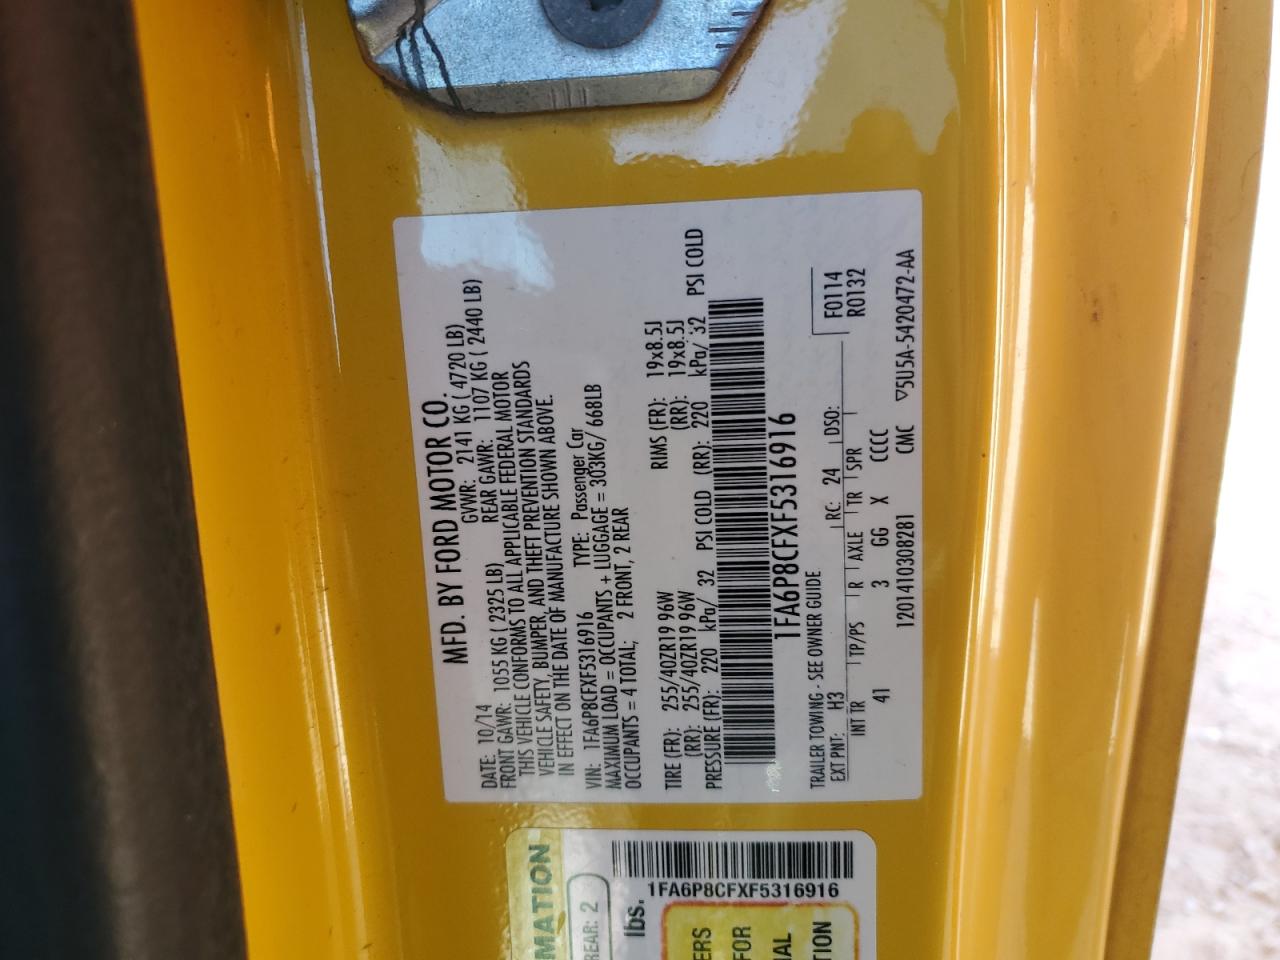 MFD. BY FORD MOTOR CO.
DATE: 10/14 GVWR: 2141 KG ( 4720 LB)
FRONT GAWR: 1055 KG ( 2325 LB) REAR GAWR: 1107 KG ( 2440 LB)
THIS VEHICLE CONFORMS TO ALL APPLICABLE FEDERAL MOTOR
VEHICLE SAFETY, BUMPER, AND THEFT PREVENTION STANDARDS
IN EFFECT ON THE DATE OF MANUFACTURE SHOWN ABOVE.
VIN: 1FA6P8CFXF5316916 TYPE: Passenger Car
MAXIMUM LOAD = OCCUPANTS + LUGGAGE = 303KG/ 668LB
OCCUPANTS = 4 TOTAL: 2 FRONT, 2 REAR
TIRE (FR): 255/40ZR19 96W RIMS (FR): 19x8.5J
(RR): 255/40ZR19 96W (RR): 19x8.5J
PRESSURE (FR): 220 kPa/ 32 PSI COLD (RR): 220 kPa/ 32 PSI COLD
1FA6P8CFXF5316916
TRAILER TOWING - SEE OWNER GUIDE F0114
EXT PNT: H3 RC: 24 DSO: R0132
INT TR TP/PS R AXLE TR SPR
41 3 GG X CCCC
12014110308281 CMC ▽5U5A-5420472-AA
MATION
REAR: 2
lbs.
1FA6P8CFXF5316916
ERS
FOR
NAL
TION